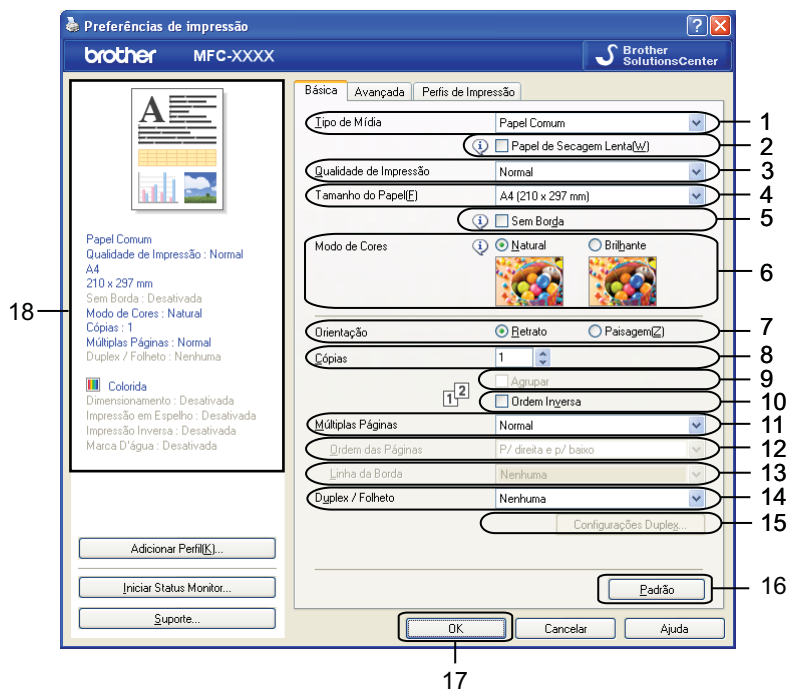 Preferências de impressão
brother MFC-XXXX
Brother
SolutionsCenter
Básica Avançada Perfis de Impressão
Tipo de Mídia Papel Comum 1
Papel de Secagem Lenta(W) 2
Qualidade de Impressão Normal 3
Tamanho do Papel(F) A4 (210 x 297 mm) 4
Sem Borda 5
Modo de Cores Natural Brilhante 6
Orientação Retrato Paisagem(Z) 7
Cópias 1 8
Agrupar 9
1 2 Ordem Inversa 10
Múltiplas Páginas Normal 11
Ordem das Páginas P/ direita e p/ baixo 12
Linha da Borda Nenhuma 13
Duplex / Folheto Nenhuma 14
Configurações Duplex... 15
Padrão 16
OK Cancelar Ajuda
17
18
A
Papel Comum
Qualidade de Impressão : Normal
A4
210 x 297 mm
Sem Borda : Desativada
Modo de Cores : Natural
Cópias : 1
Múltiplas Páginas : Normal
Duplex / Folheto : Nenhuma
Colorida
Dimensionamento : Desativada
Impressão em Espelho : Desativada
Impressão Inversa : Desativada
Marca D'água : Desativada
Adicionar Perfil(K)...
Iniciar Status Monitor...
Suporte...